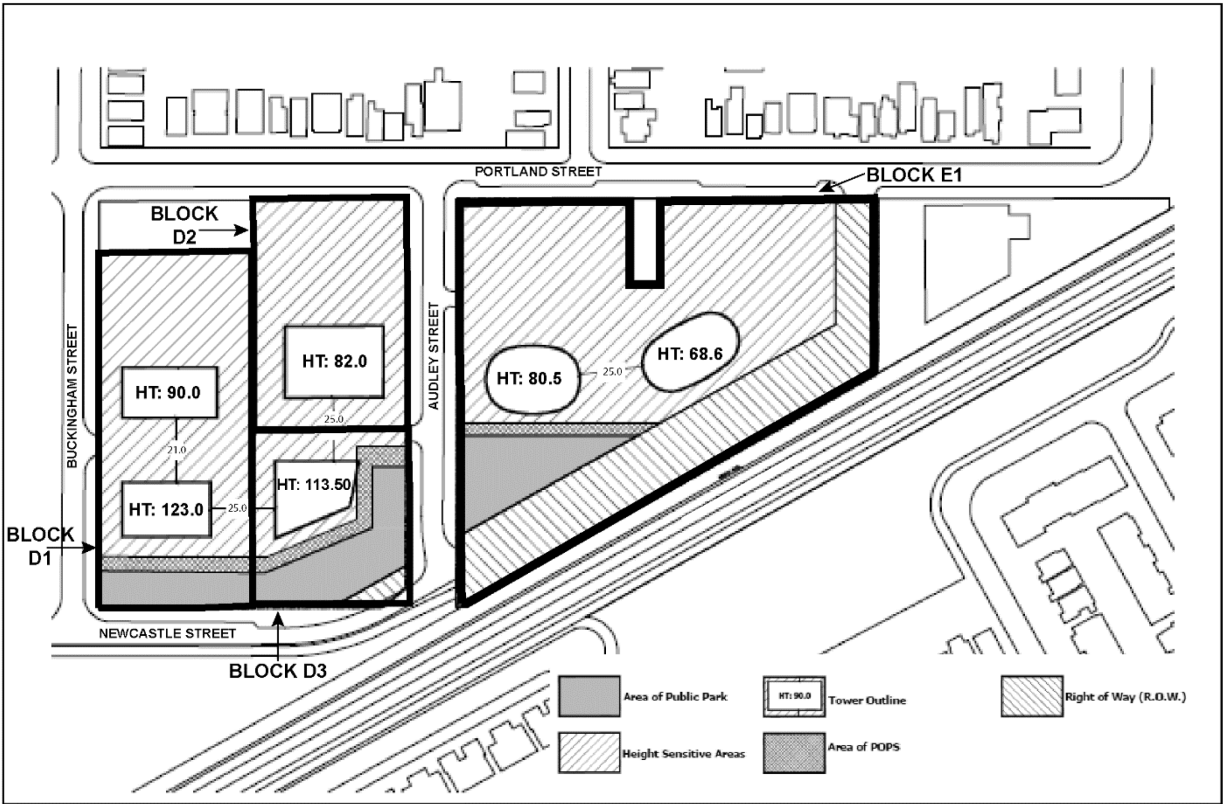 PORTLAND STREET
BLOCK E1
BLOCK
D2
BUCKINGHAM STREET
AUDLEY STREET
HT: 82.0
HT: 68.6
HT: 80.5
25.0
HT: 90.0
25.0
21.0
HT: 113.50
HT: 123.0
25.0
BLOCK
D1
NEWCASTLE STREET
BLOCK D3
Area of Public Park
HT: 90.0
Tower Outline
Right of Way (R.O.W.)
Height Sensitive Areas
Area of POPS